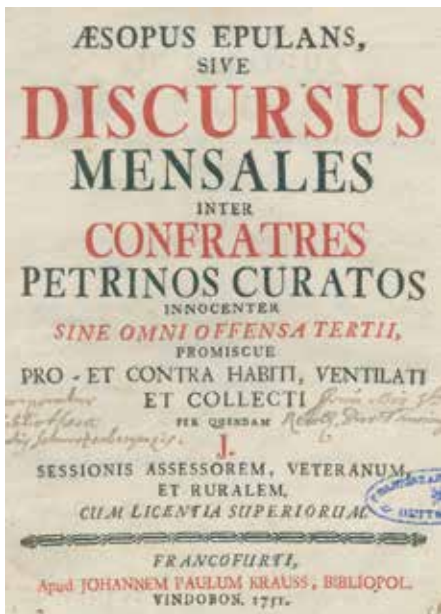 ÆSOPUS EPULANS,
SIVE
DISCURSUS
MENSALES
INTER
CONFRATRES
PETRINOS CURATOS
INNOCENTER
SINE OMNI OFFENSA TERTII,
PROMISCUE
PRO - ET CONTRA HABITI, VENTILATI
ET COLLECTI
PER QUENDAM
J.
SESSIONIS ASSESSOREM, VETERANUM,
ET RURALEM,
CUM LICENTIA SUPERIORUM.
FRANCOFURTI,
Apud JOHANNEM PAULUM KRAUSS, BIBLIOPOL.
VINDOBON. 1751.